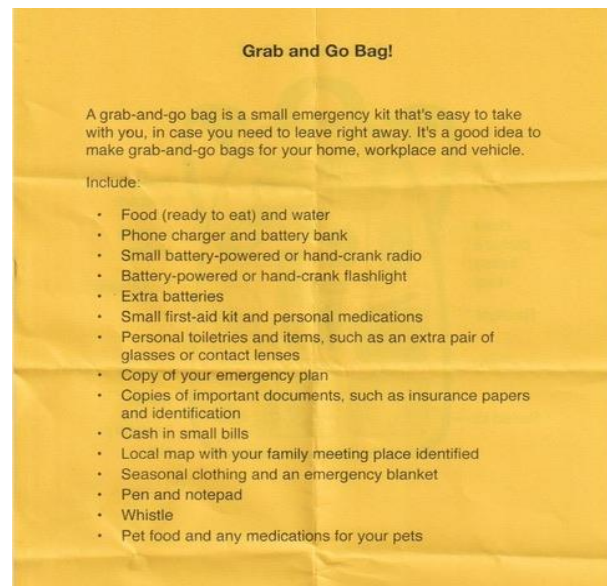 Grab and Go Bag!
A grab-and-go bag is a small emergency kit that's easy to take
with you, in case you need to leave right away. It's a good idea to
make grab-and-go bags for your home, workplace and vehicle.
Include:
• Food (ready to eat) and water
• Phone charger and battery bank
• Small battery-powered or hand-crank radio
• Battery-powered or hand-crank flashlight
• Extra batteries
• Small first-aid kit and personal medications
• Personal toiletries and items, such as an extra pair of
glasses or contact lenses
• Copy of your emergency plan
• Copies of important documents, such as insurance papers
and identification
• Cash in small bills
• Local map with your family meeting place identified
• Seasonal clothing and an emergency blanket
• Pen and notepad
• Whistle
• Pet food and any medications for your pets